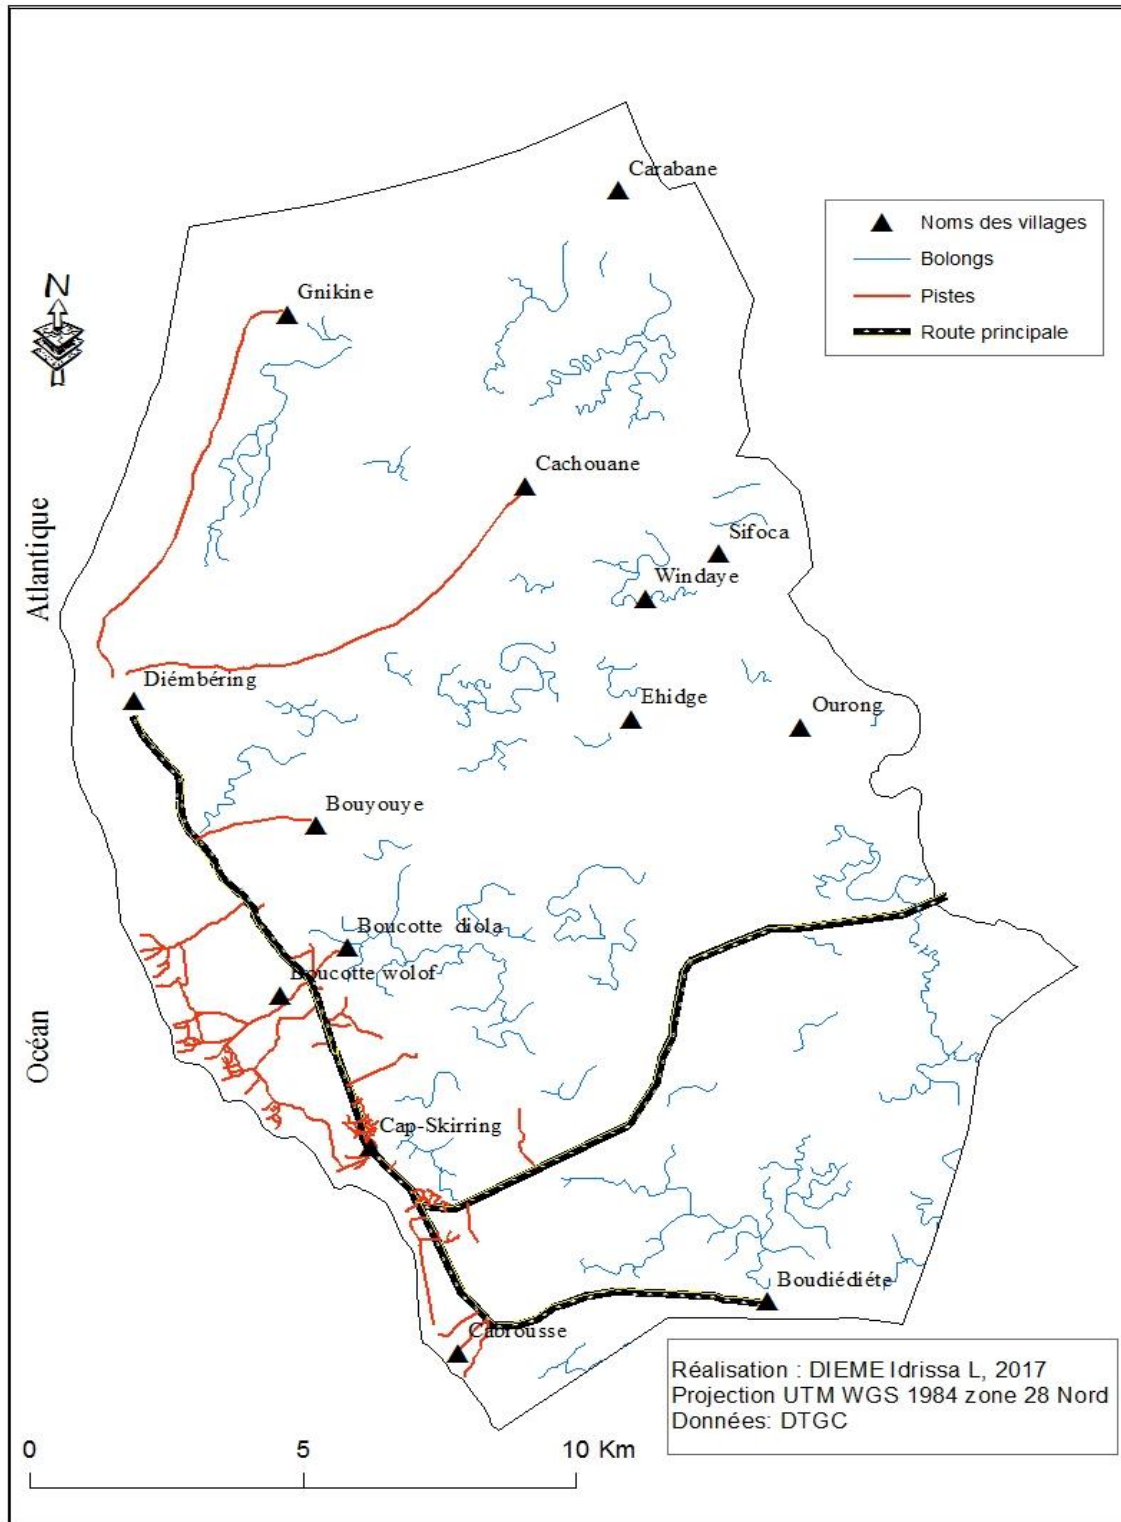 Carabane
Noms des villages
Bolongs
Pistes
Route principale
N
Gnikine
Cachouane
Atlantique
Sifoca
Windaye
Diémbéring
Ehidge
Ourong
Bouyouye
Boucotte diola
Boucotte wolof
Océan
Cap-Skirring
Boudiédiéte
Cabrousse
Réalisation : DIEME Idrissa L, 2017
Projection UTM WGS 1984 zone 28 Nord
Données: DTGC
0 5 10 Km